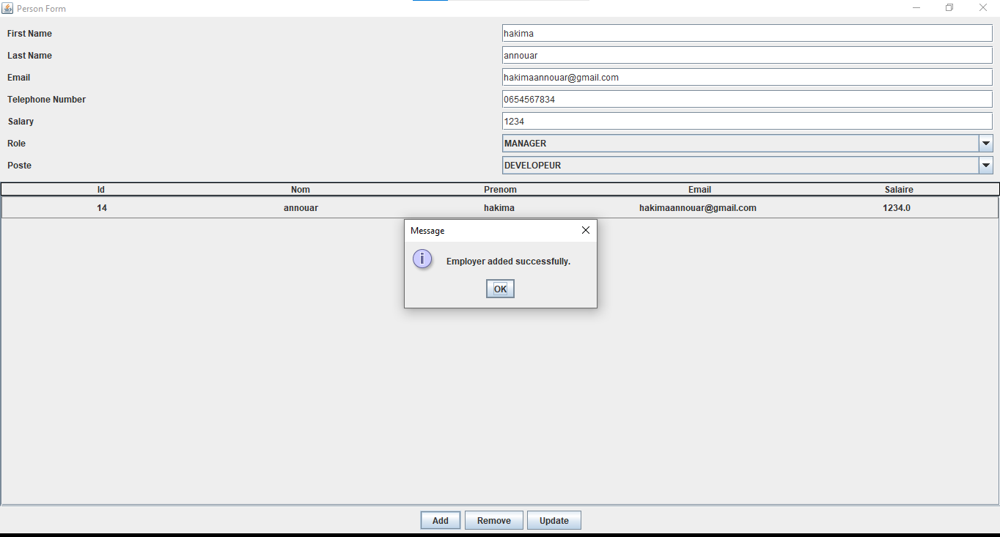 Person Form
First Name hakima
Last Name annouar
Email hakimaannouar@gmail.com
Telephone Number 0654567834
Salary 1234
Role MANAGER
Poste DEVELOPEUR
Id Nom Prenom Email Salaire
14 annouar hakima hakimaannouar@gmail.com 1234.0
Message
i Employer added successfully.
OK
Add Remove Update